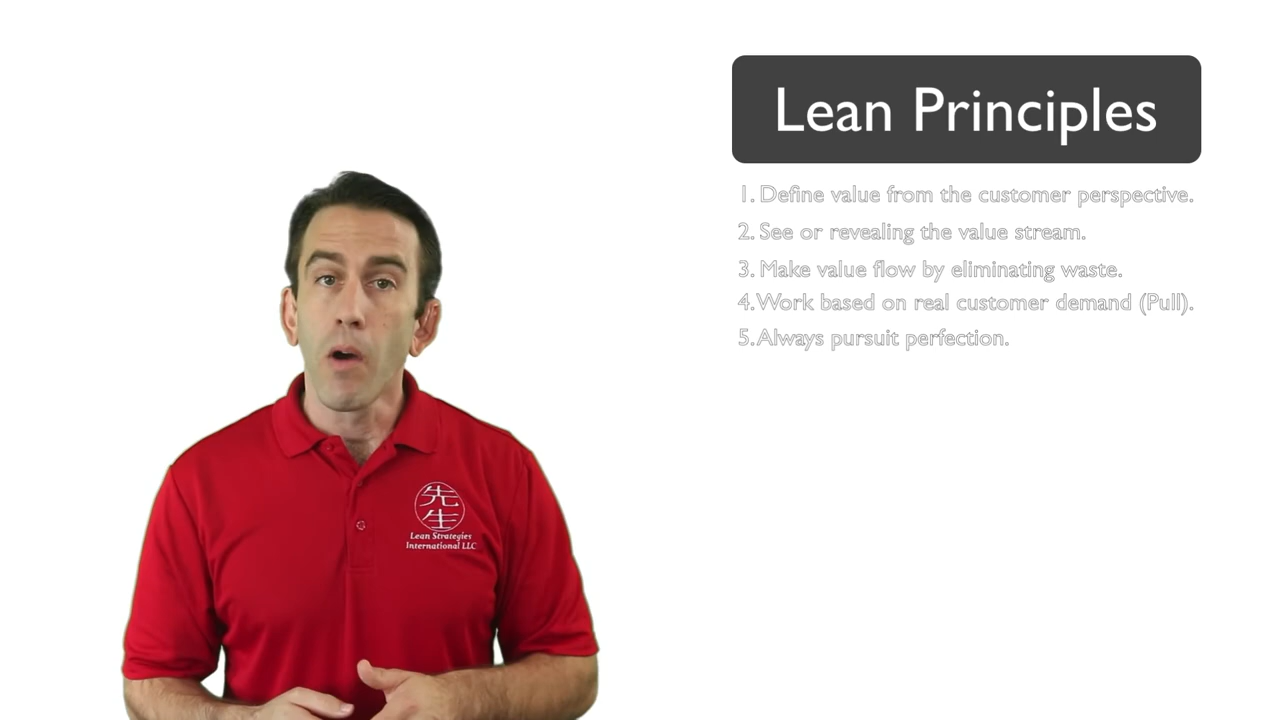 Lean Principles
1. Define value from the customer perspective.
2. See or revealing the value stream.
3. Make value flow by eliminating waste.
4. Work based on real customer demand (Pull).
5. Always pursuit perfection.
先
生
Lean Strategies
International LLC